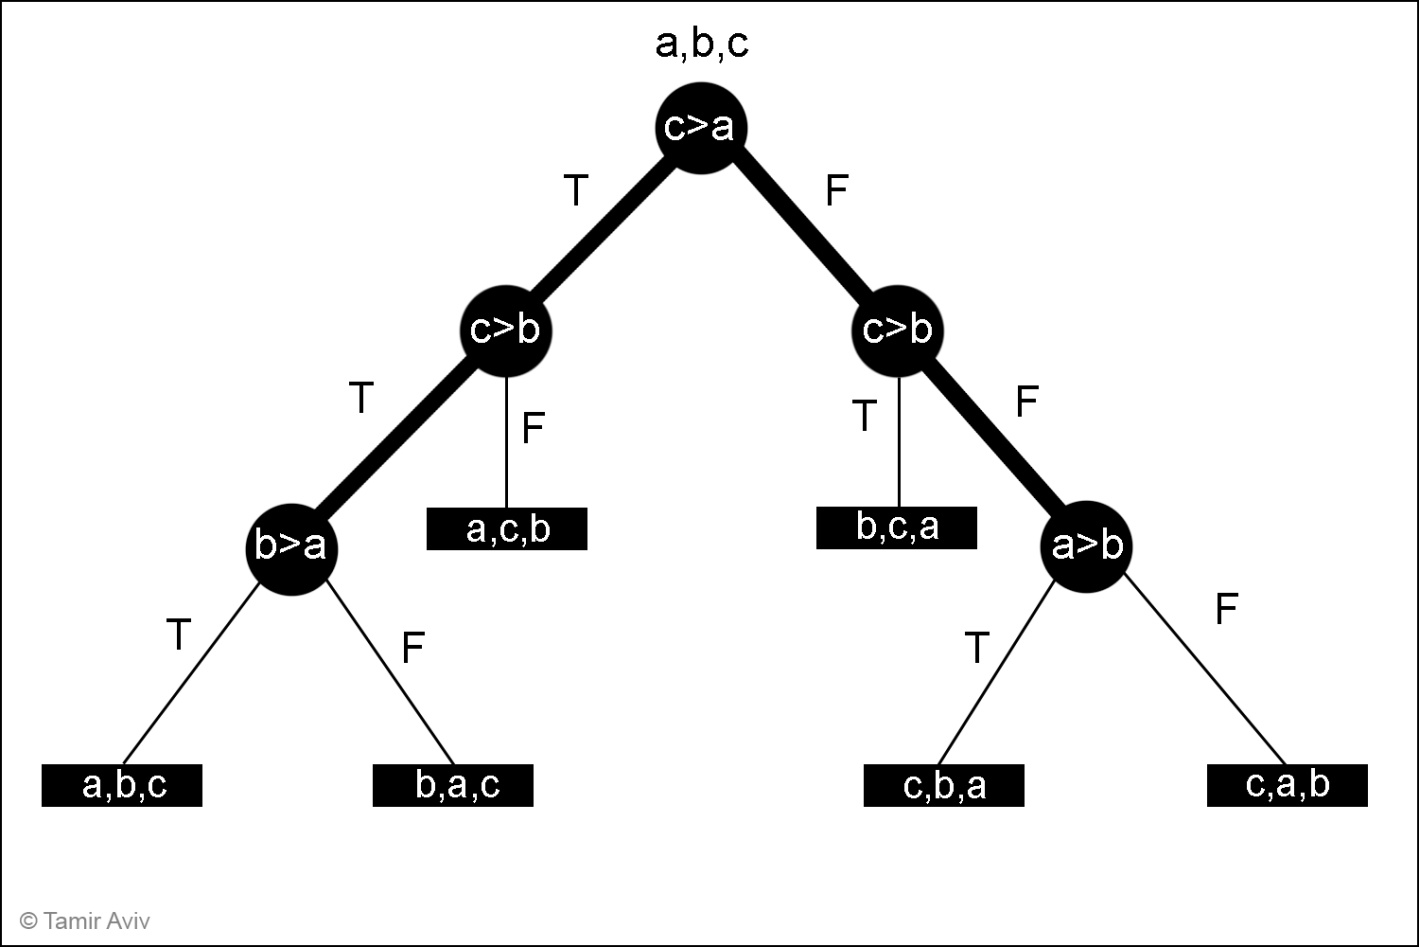 a,b,c
c>a
T
F
c>b
c>b
T
F
T
F
a,c,b
b,c,a
b>a
a>b
T
F
T
F
a,b,c
b,a,c
c,b,a
c,a,b
© Tamir Aviv